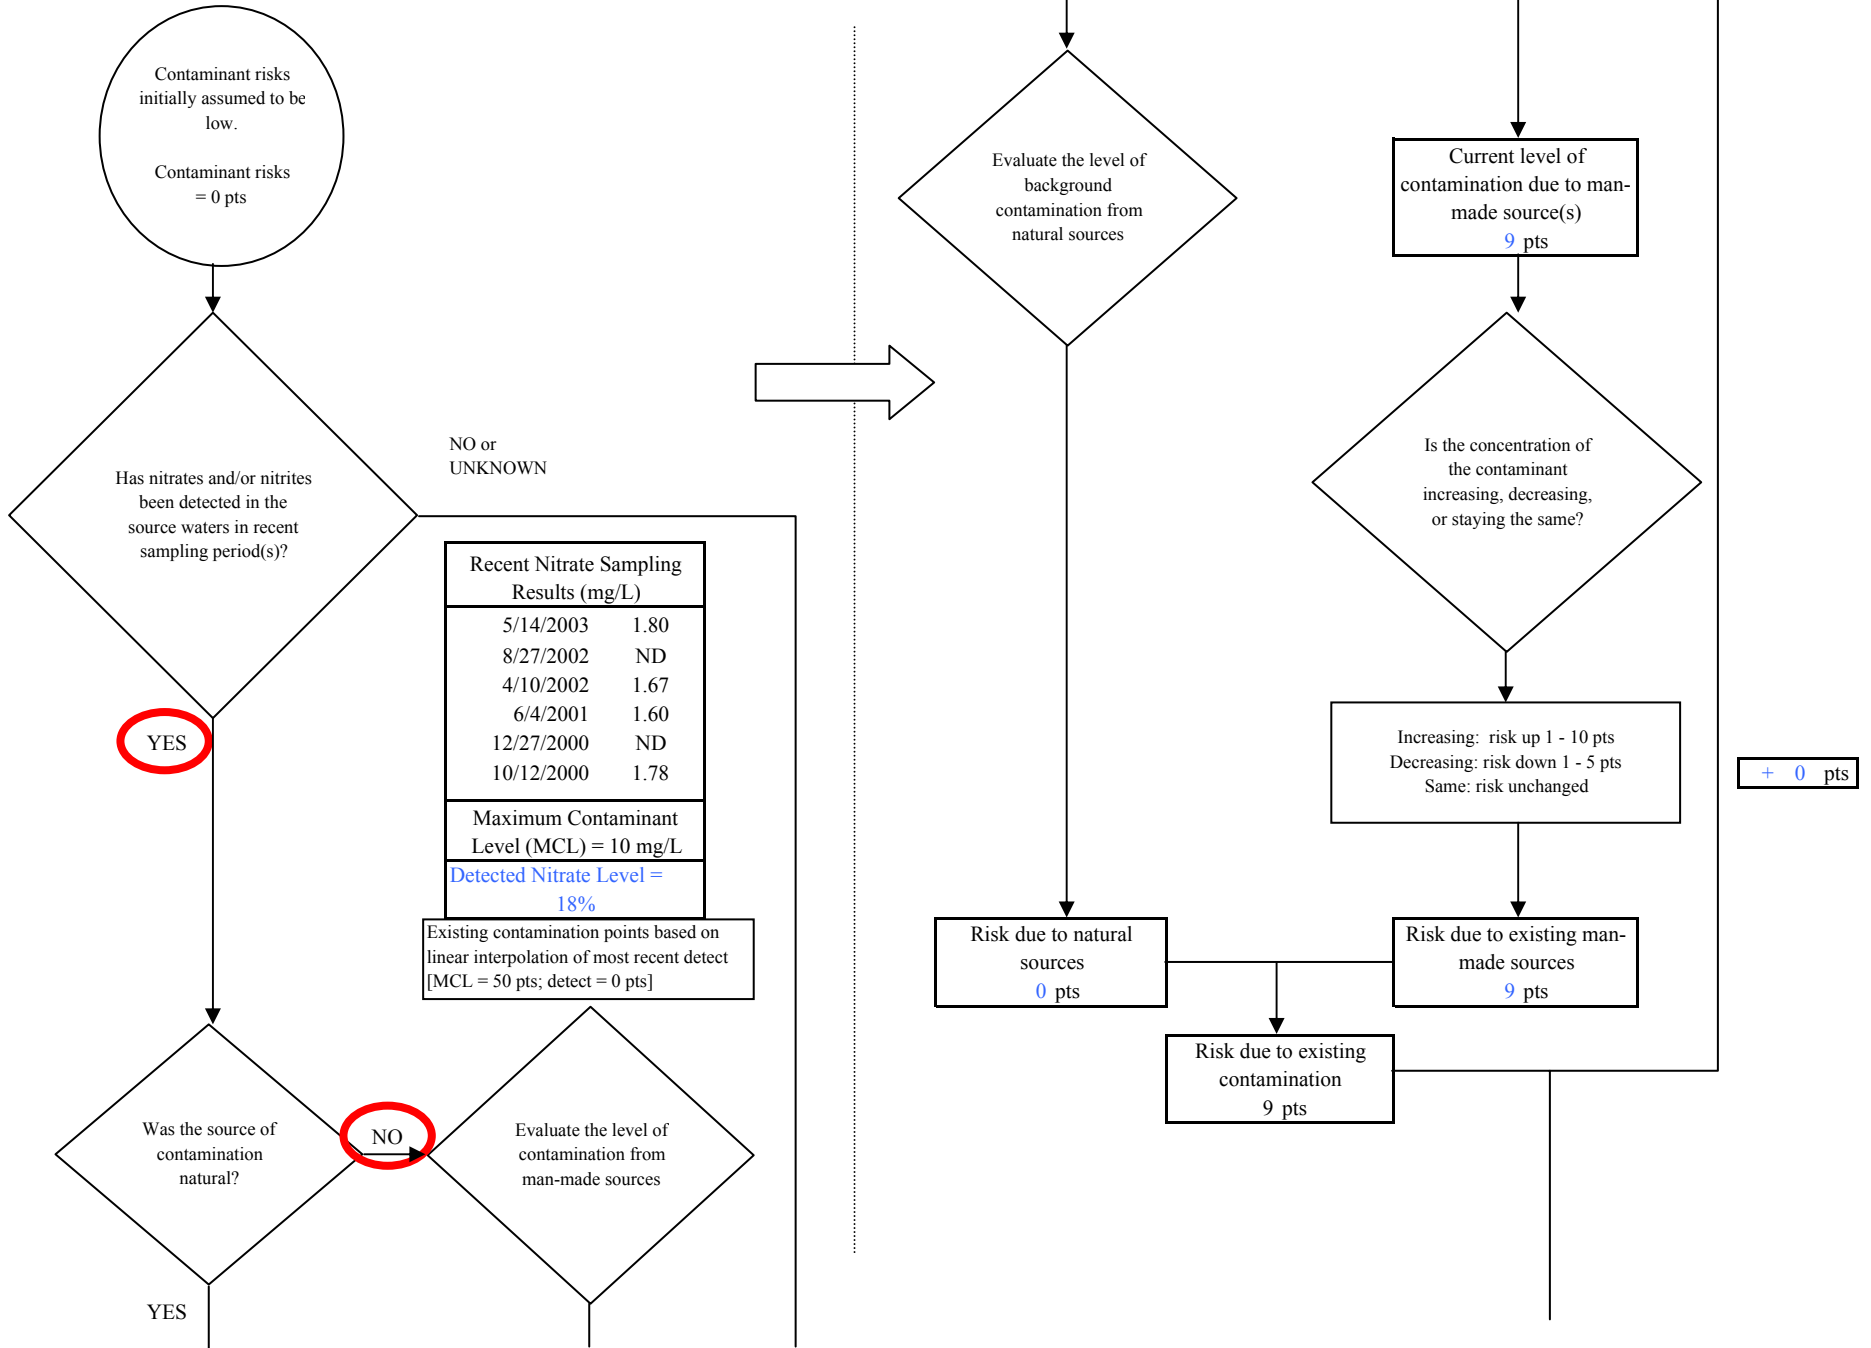 Contaminant risks
initially assumed to be
low.
Contaminant risks
= 0 pts
Has nitrates and/or nitrites
been detected in the
source waters in recent
sampling period(s)?
NO or
UNKNOWN
YES
Recent Nitrate Sampling
Results (mg/L)
5/14/2003 1.80
8/27/2002 ND
4/10/2002 1.67
6/4/2001 1.60
12/27/2000 ND
10/12/2000 1.78
Maximum Contaminant
Level (MCL) = 10 mg/L
Detected Nitrate Level =
18%
Existing contamination points based on
linear interpolation of most recent detect
[MCL = 50 pts; detect = 0 pts]
Was the source of
contamination
natural?
NO
YES
Evaluate the level of
contamination from
man-made sources
Evaluate the level of
background
contamination from
natural sources
Current level of
contamination due to man-
made source(s)
9 pts
Is the concentration of
the contaminant
increasing, decreasing,
or staying the same?
Increasing: risk up 1 - 10 pts
Decreasing: risk down 1 - 5 pts
Same: risk unchanged
+ 0 pts
Risk due to natural
sources
0 pts
Risk due to existing man-
made sources
9 pts
Risk due to existing
contamination
9 pts